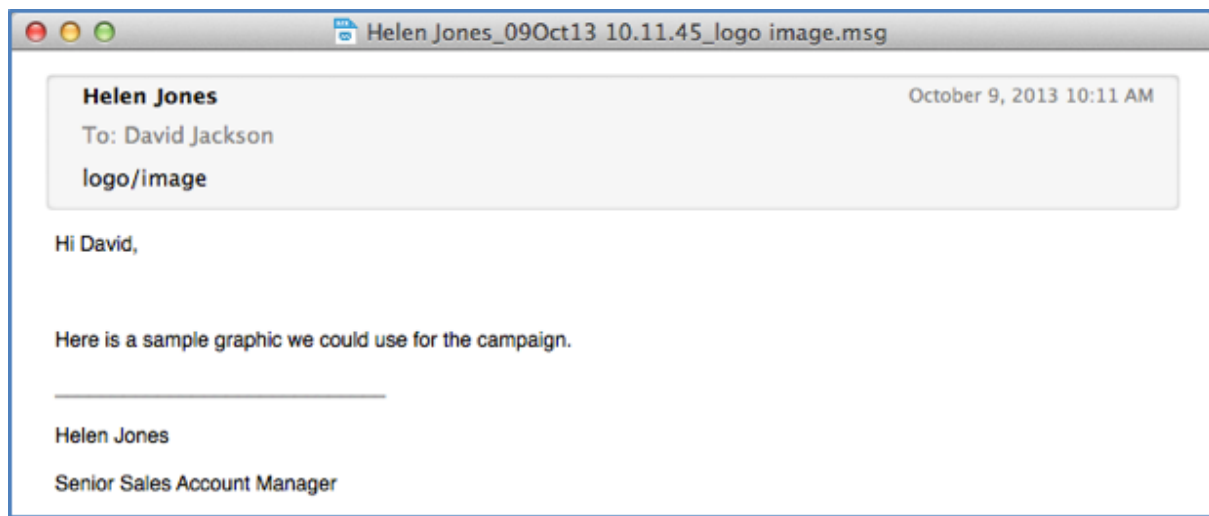 Helen Jones_09Oct13 10.11.45_logo image.msg
Helen Jones October 9, 2013 10:11 AM
To: David Jackson
logo/image
Hi David,
Here is a sample graphic we could use for the campaign.
Helen Jones
Senior Sales Account Manager